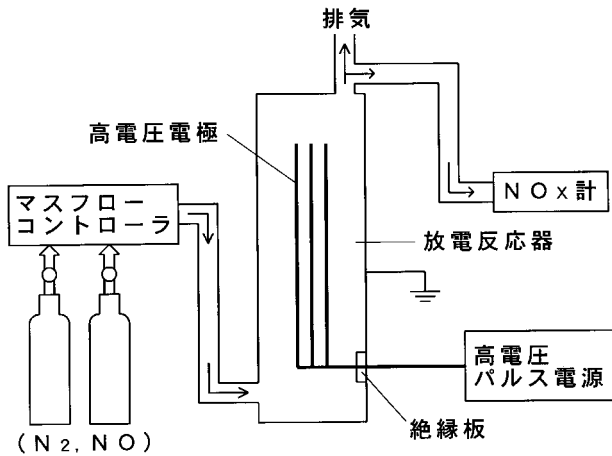 排気
高電圧電極
マスフロー
コントローラ
NOx計
放電反応器
高電圧
パルス電源
絶縁板
(N2, NO)